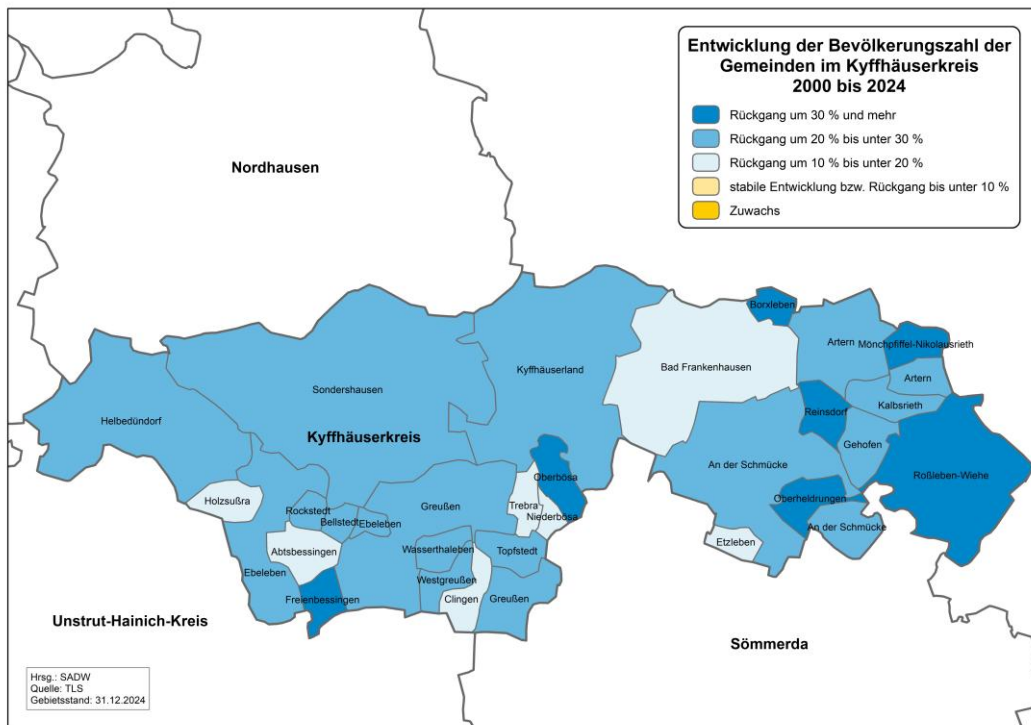 Entwicklung der Bevölkerungszahl der
Gemeinden im Kyffhäuserkreis
2000 bis 2024
Rückgang um 30 % und mehr
Rückgang um 20 % bis unter 30 %
Rückgang um 10 % bis unter 20 %
stabile Entwicklung bzw. Rückgang bis unter 10 %
Zuwachs
Nordhausen
Borxleben
Artern
Mönchpfiffel-Nikolausrieth
Kyffhäuserland
Bad Frankenhausen
Artern
Sondershausen
Kalbsrieth
Reinsdorf
Helbedündorf
Kyffhäuserkreis
Gehofen
An der Schmücke
Roßleben-Wiehe
Oberbösa
Holzsußra
Oberheldrungen
Rockstedt
Greußen
Trebra
Niederbösa
Bellstedt
Ebeleben
An der Schmücke
Etzleben
Abtsbessingen
Wasserthaleben
Topfstedt
Ebeleben
Westgreußen
Freienbessingen
Clingen
Greußen
Unstrut-Hainich-Kreis
Sömmerda
Hrsg.: SADW
Quelle: TLS
Gebietsstand: 31.12.2024